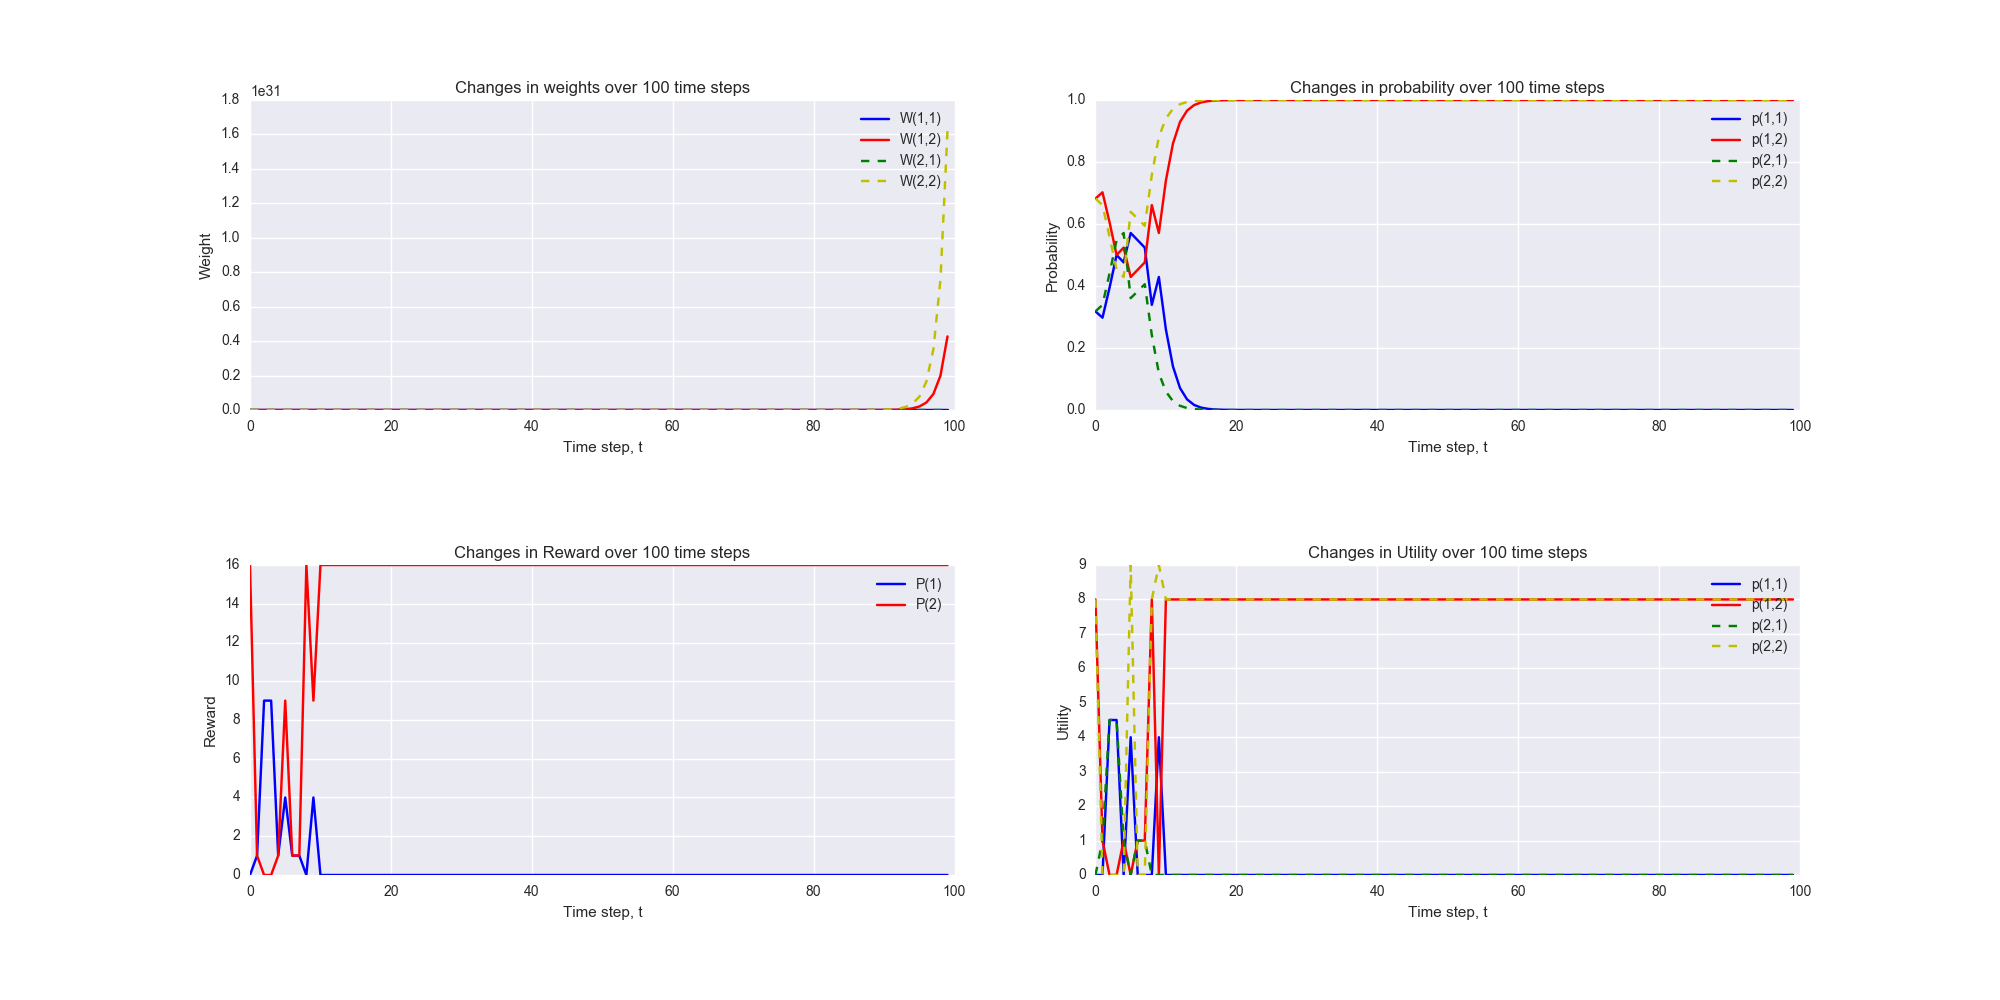 Changes in weights over 100 time steps
1e31
1.8
1.6
1.4
1.2
1.0
0.8
0.6
0.4
0.2
0.0
Weight
W(1,1)
W(1,2)
W(2,1)
W(2,2)
0 20 40 60 80 100
Time step, t
Changes in probability over 100 time steps
1.0
0.8
0.6
0.4
0.2
0.0
Probability
p(1,1)
p(1,2)
p(2,1)
p(2,2)
0 20 40 60 80 100
Time step, t
Changes in Reward over 100 time steps
16
14
12
10
8
6
4
2
0
Reward
P(1)
P(2)
0 20 40 60 80 100
Time step, t
Changes in Utility over 100 time steps
9
8
7
6
5
4
3
2
1
0
Utility
p(1,1)
p(1,2)
p(2,1)
p(2,2)
0 20 40 60 80 100
Time step, t